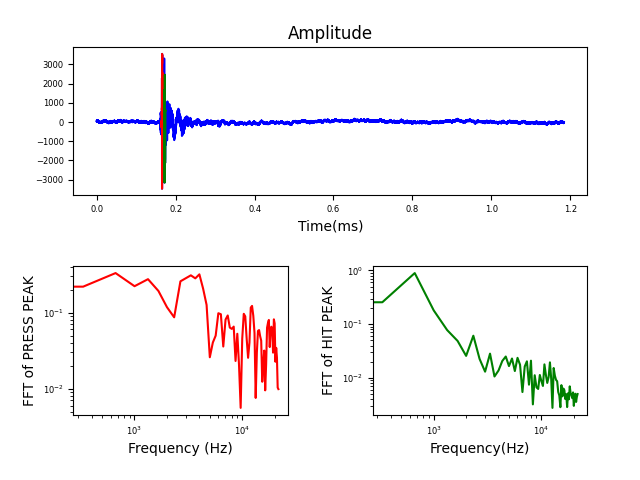 Amplitude
3000
2000
1000
0
−1000
−2000
−3000
0.0 0.2 0.4 0.6 0.8 1.0 1.2
Time(ms)
FFT of PRESS PEAK
10⁻¹
10⁻²
10³ 10⁴
Frequency (Hz)
FFT of HIT PEAK
10⁰
10⁻¹
10⁻²
10³ 10⁴
Frequency(Hz)